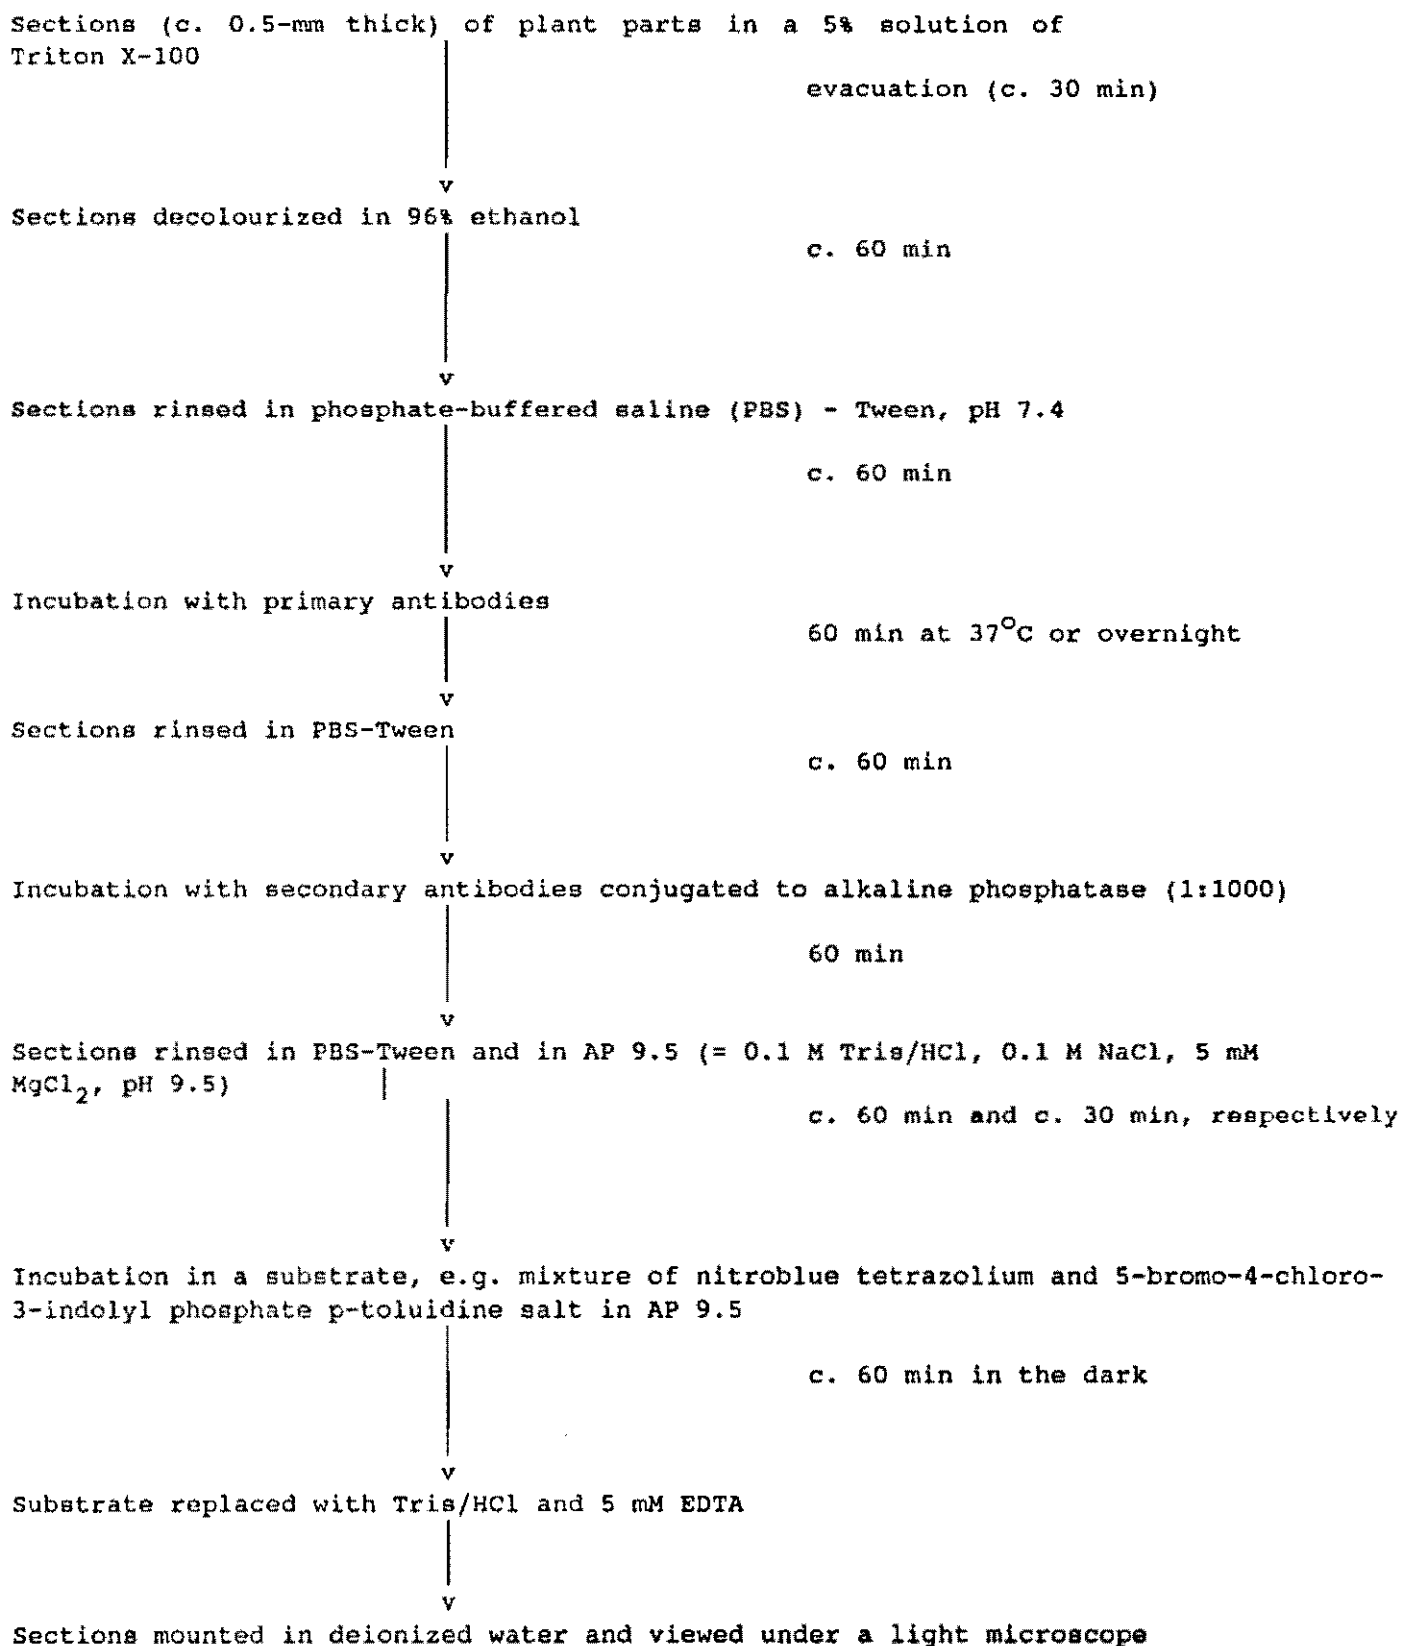 Sections (c. 0.5-mm thick) of plant parts in a 5% solution of
Triton X-100
evacuation (c. 30 min)
v
Sections decolourized in 96% ethanol
c. 60 min
v
Sections rinsed in phosphate-buffered saline (PBS) - Tween, pH 7.4
c. 60 min
v
Incubation with primary antibodies
60 min at 37°C or overnight
v
Sections rinsed in PBS-Tween
c. 60 min
v
Incubation with secondary antibodies conjugated to alkaline phosphatase (1:1000)
60 min
v
Sections rinsed in PBS-Tween and in AP 9.5 (= 0.1 M Tris/HCl, 0.1 M NaCl, 5 mM
MgCl₂, pH 9.5)
c. 60 min and c. 30 min, respectively
v
Incubation in a substrate, e.g. mixture of nitroblue tetrazolium and 5-bromo-4-chloro-
3-indolyl phosphate p-toluidine salt in AP 9.5
c. 60 min in the dark
v
Substrate replaced with Tris/HCl and 5 mM EDTA
v
Sections mounted in deionized water and viewed under a light microscope